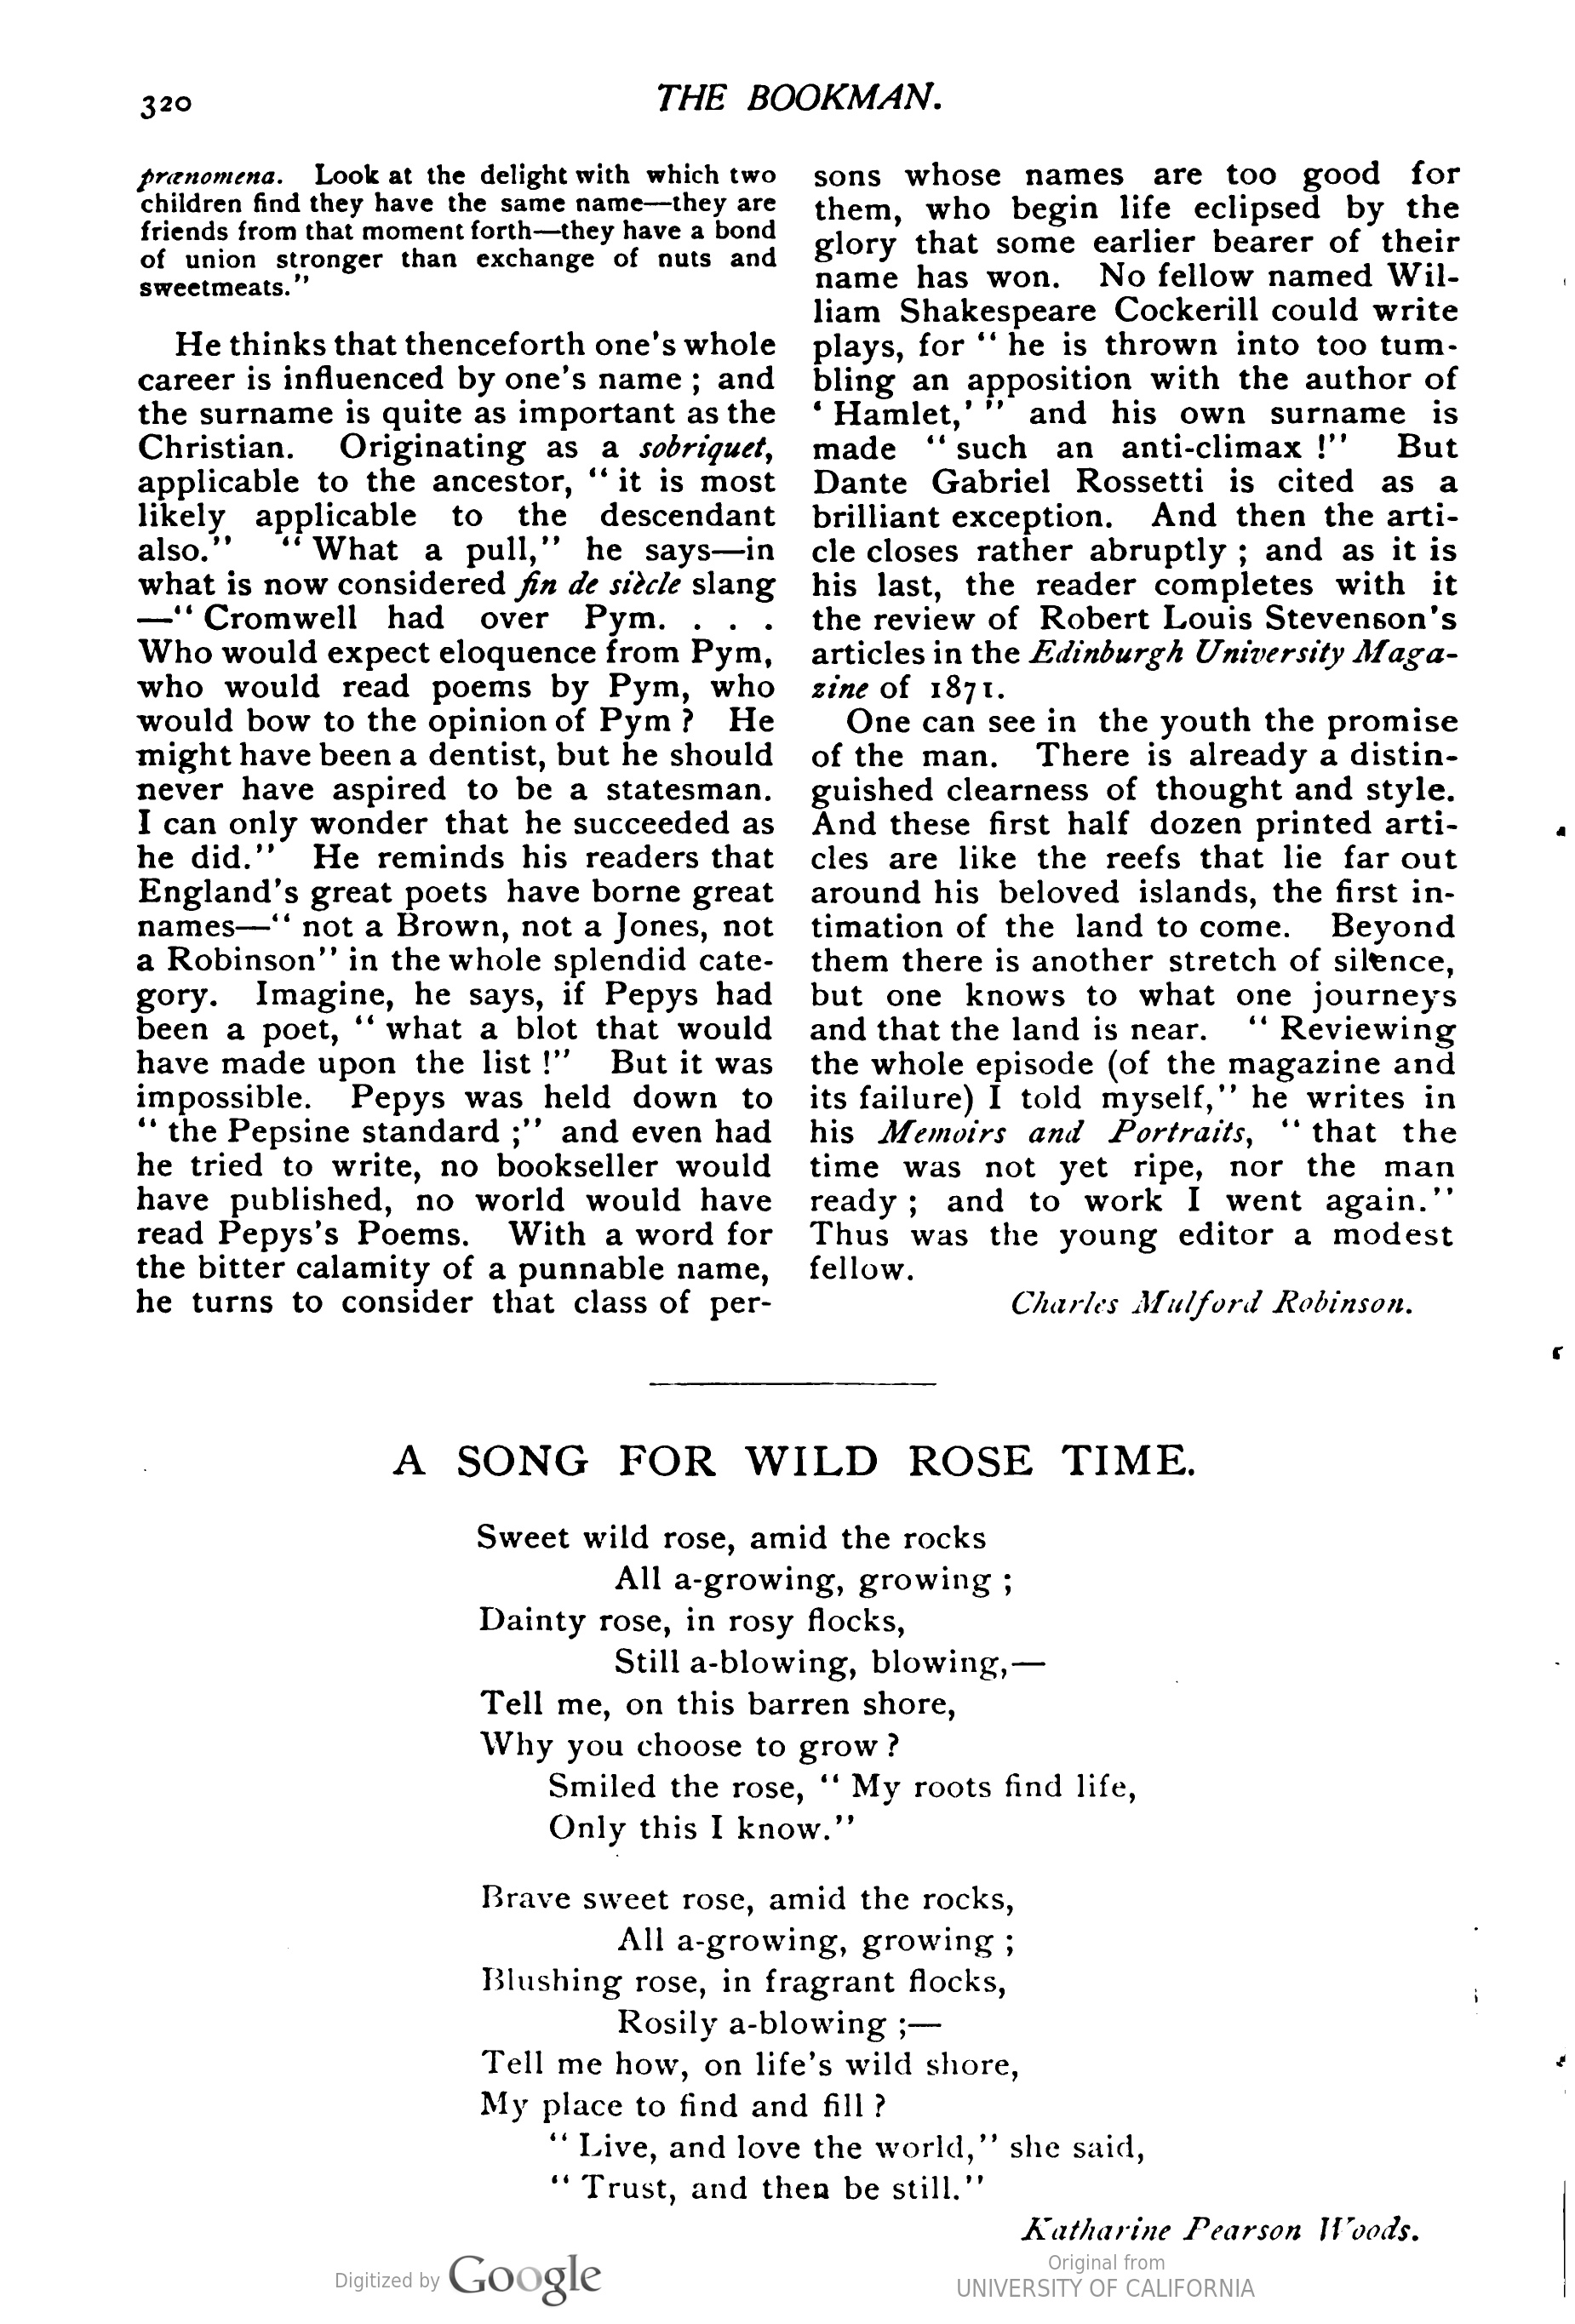 320
THE BOOKMAN.
prænomena. Look at the delight with which two
children find they have the same name—they are
friends from that moment forth—they have a bond
of union stronger than exchange of nuts and
sweetmeats."
He thinks that thenceforth one's whole
career is influenced by one's name ; and
the surname is quite as important as the
Christian. Originating as a sobriquet,
applicable to the ancestor, "it is most
likely applicable to the descendant
also." "What a pull," he says—in
what is now considered fin de siècle slang
—"Cromwell had over Pym. . . .
Who would expect eloquence from Pym,
who would read poems by Pym, who
would bow to the opinion of Pym ? He
might have been a dentist, but he should
never have aspired to be a statesman.
I can only wonder that he succeeded as
he did." He reminds his readers that
England's great poets have borne great
names—" not a Brown, not a Jones, not
a Robinson" in the whole splendid cate-
gory. Imagine, he says, if Pepys had
been a poet, " what a blot that would
have made upon the list !" But it was
impossible. Pepys was held down to
" the Pepsine standard ;" and even had
he tried to write, no bookseller would
have published, no world would have
read Pepys's Poems. With a word for
the bitter calamity of a punnable name,
he turns to consider that class of per-
sons whose names are too good for
them, who begin life eclipsed by the
glory that some earlier bearer of their
name has won. No fellow named Wil-
liam Shakespeare Cockerill could write
plays, for " he is thrown into too tum-
bling an apposition with the author of
' Hamlet,' " and his own surname is
made "such an anti-climax !" But
Dante Gabriel Rossetti is cited as a
brilliant exception. And then the arti-
cle closes rather abruptly ; and as it is
his last, the reader completes with it
the review of Robert Louis Stevenson's
articles in the Edinburgh University Maga-
zine of 1871.
One can see in the youth the promise
of the man. There is already a distin-
guished clearness of thought and style.
And these first half dozen printed arti-
cles are like the reefs that lie far out
around his beloved islands, the first in-
timation of the land to come. Beyond
them there is another stretch of silence,
but one knows to what one journeys
and that the land is near. " Reviewing
the whole episode (of the magazine and
its failure) I told myself," he writes in
his Memoirs and Portraits, "that the
time was not yet ripe, nor the man
ready ; and to work I went again."
Thus was the young editor a modest
fellow.
Charles Mulford Robinson.
A SONG FOR WILD ROSE TIME.
Sweet wild rose, amid the rocks
All a-growing, growing ;
Dainty rose, in rosy flocks,
Still a-blowing, blowing,—
Tell me, on this barren shore,
Why you choose to grow ?
Smiled the rose, " My roots find life,
Only this I know."
Brave sweet rose, amid the rocks,
All a-growing, growing ;
Blushing rose, in fragrant flocks,
Rosily a-blowing ;—
Tell me how, on life's wild shore,
My place to find and fill ?
" Live, and love the world," she said,
" Trust, and then be still."
Katharine Pearson Woods.
Digitized by Google
Original from
UNIVERSITY OF CALIFORNIA